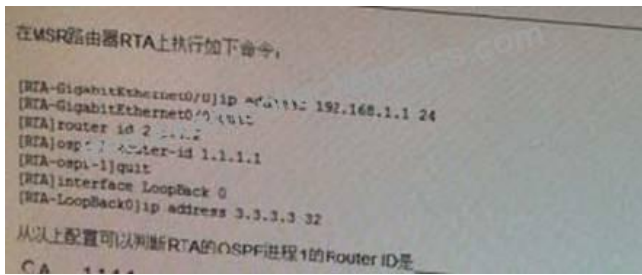 在MSR路由器RTA上执行如下命令:
[RTA-GigabitEthernet0/0]ip address 192.168.1.1 24
[RTA-GigabitEthernet0/0]quit
[RTA]router id 2
[RTA]ospf router-id 1.1.1.1
[RTA-ospf-1]quit
[RTA]interface LoopBack 0
[RTA-LoopBack0]ip address 3.3.3.3 32
从以上配置可以判断RTA的OSPF进程1的Router ID是